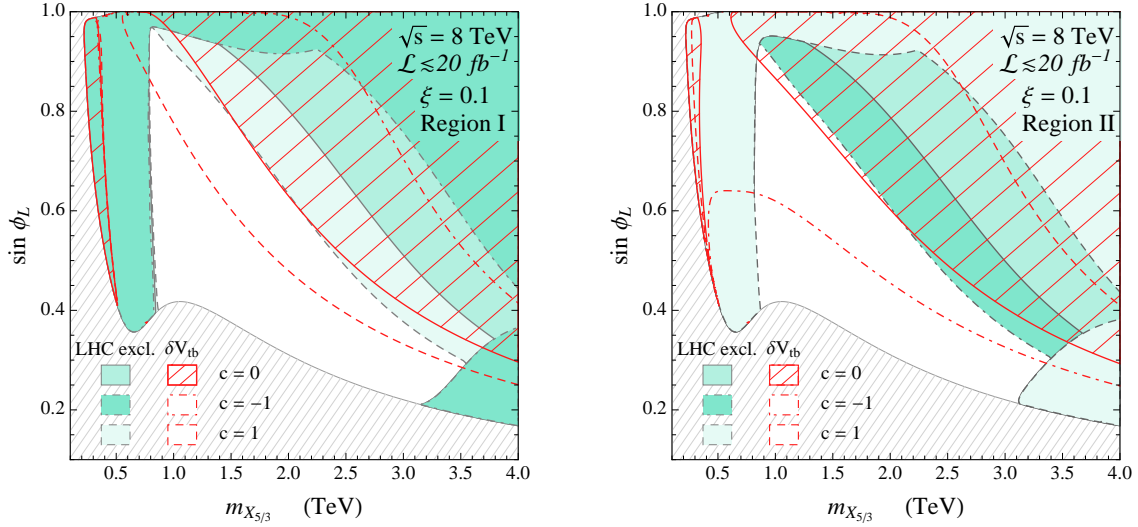 √s = 8 TeV
ℒ ≲ 20 fb⁻¹
ξ = 0.1
Region I
LHC excl. δV_tb
c = 0
c = −1
c = 1
1.0
0.8
0.6
0.4
0.2
sin ϕ_L
0.5 1.0 1.5 2.0 2.5 3.0 3.5 4.0
m_X_5/3 (TeV)
√s = 8 TeV
ℒ ≲ 20 fb⁻¹
ξ = 0.1
Region II
LHC excl. δV_tb
c = 0
c = −1
c = 1
1.0
0.8
0.6
0.4
0.2
sin ϕ_L
0.5 1.0 1.5 2.0 2.5 3.0 3.5 4.0
m_X_5/3 (TeV)